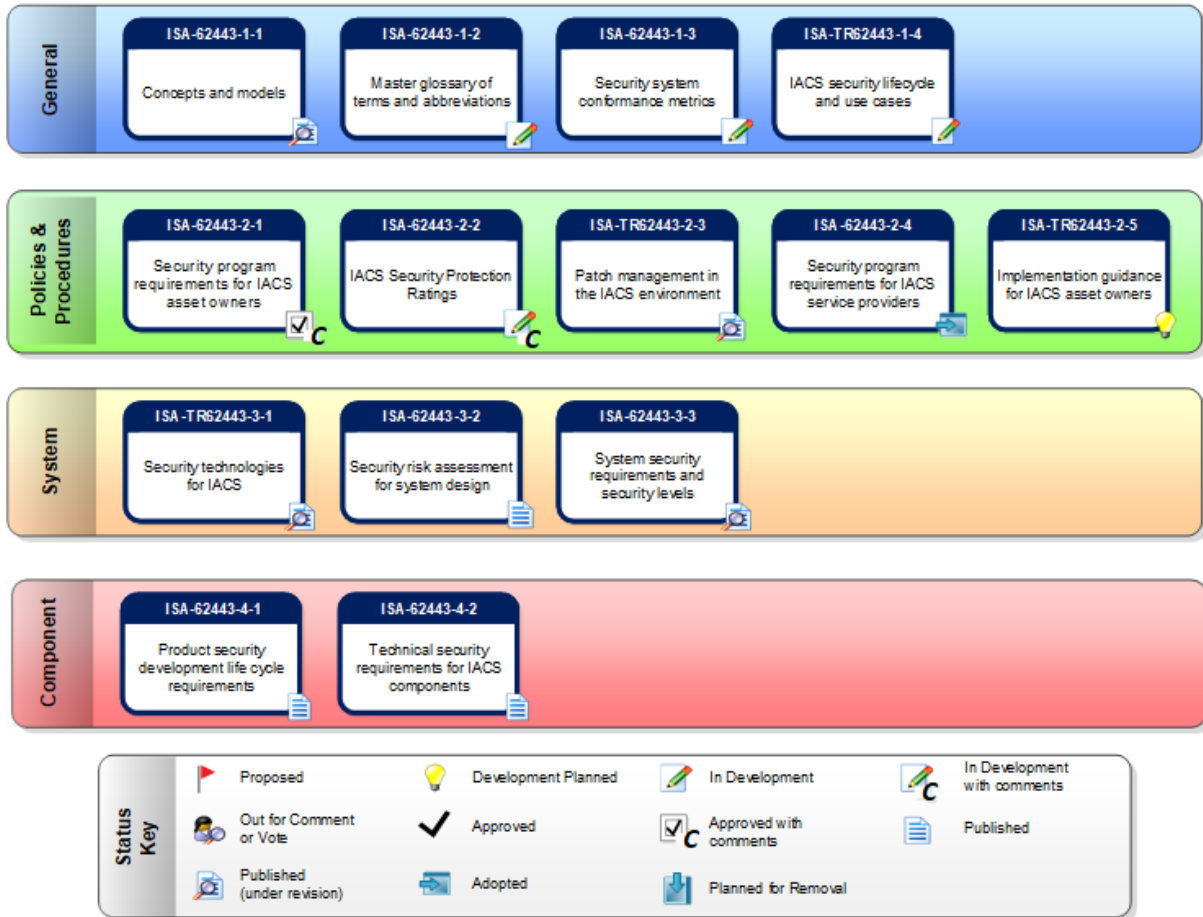 General
ISA-62443-1-1
Concepts and models
ISA-62443-1-2
Master glossary of
terms and abbreviations
ISA-62443-1-3
Security system
conformance metrics
ISA-TR62443-1-4
IACS security lifecycle
and use cases
Policies &
Procedures
ISA-62443-2-1
Security program
requirements for IACS
asset owners
C
ISA-62443-2-2
IACS Security Protection
Ratings
C
ISA-TR62443-2-3
Patch management in
the IACS environment
ISA-62443-2-4
Security program
requirements for IACS
service providers
ISA-TR62443-2-5
Implementation guidance
for IACS asset owners
System
ISA-TR62443-3-1
Security technologies
for IACS
ISA-62443-3-2
Security risk assessment
for system design
ISA-62443-3-3
System security
requirements and
security levels
Component
ISA-62443-4-1
Product security
development life cycle
requirements
ISA-62443-4-2
Technical security
requirements for IACS
components
Status
Key
Proposed
Development Planned
In Development
C
In Development
with comments
Out for Comment
or Vote
Approved
C
Approved with
comments
Published
Published
(under revision)
Adopted
Planned for Removal